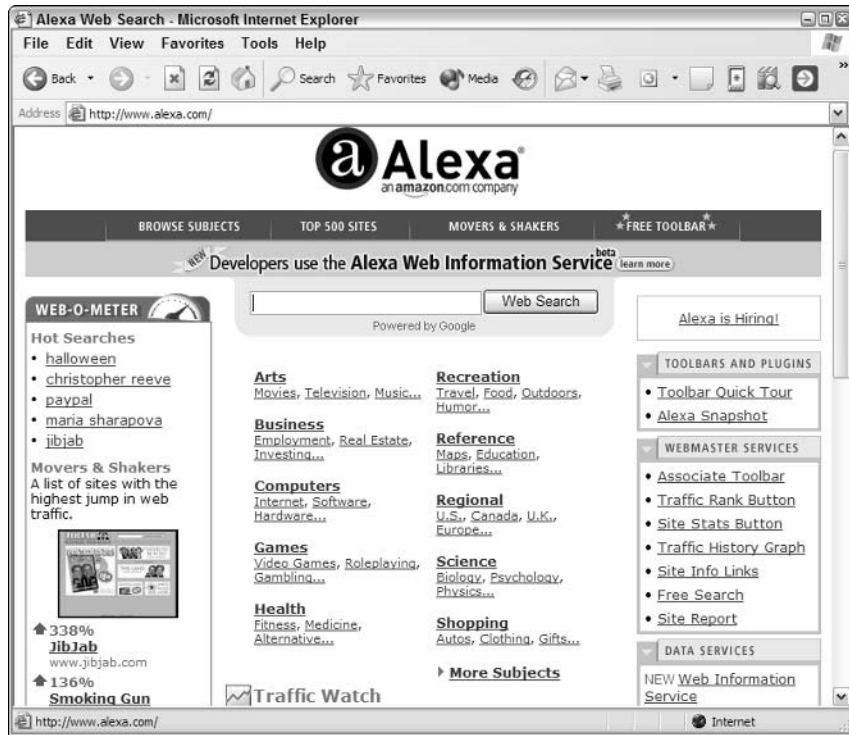 Alexa Web Search - Microsoft Internet Explorer
File Edit View Favorites Tools Help
Back Search Favorites Media
Address http://www.alexa.com/
a Alexa®
an amazon.com company
BROWSE SUBJECTS TOP 500 SITES MOVERS & SHAKERS FREE TOOLBAR
NEW Developers use the Alexa Web Information Service beta learn more
WEB-O-METER
Hot Searches
• halloween
• christopher reeve
• paypal
• maria sharapova
• jibjab
Movers & Shakers
A list of sites with the
highest jump in web
traffic.
338%
JibJab
www.jibjab.com
136%
Smoking Gun
Web Search
Powered by Google
Arts
Movies, Television, Music...
Business
Employment, Real Estate,
Investing...
Computers
Internet, Software,
Hardware...
Games
Video Games, Roleplaying,
Gambling...
Health
Fitness, Medicine,
Alternative...
Recreation
Travel, Food, Outdoors,
Humor...
Reference
Maps, Education,
Libraries...
Regional
U.S., Canada, U.K.,
Europe...
Science
Biology, Psychology,
Physics...
Shopping
Autos, Clothing, Gifts...
More Subjects
Traffic Watch
Alexa is Hiring!
TOOLBARS AND PLUGINS
• Toolbar Quick Tour
• Alexa Snapshot
WEBMASTER SERVICES
• Associate Toolbar
• Traffic Rank Button
• Site Stats Button
• Traffic History Graph
• Site Info Links
• Free Search
• Site Report
DATA SERVICES
NEW Web Information
Service
http://www.alexa.com/ Internet